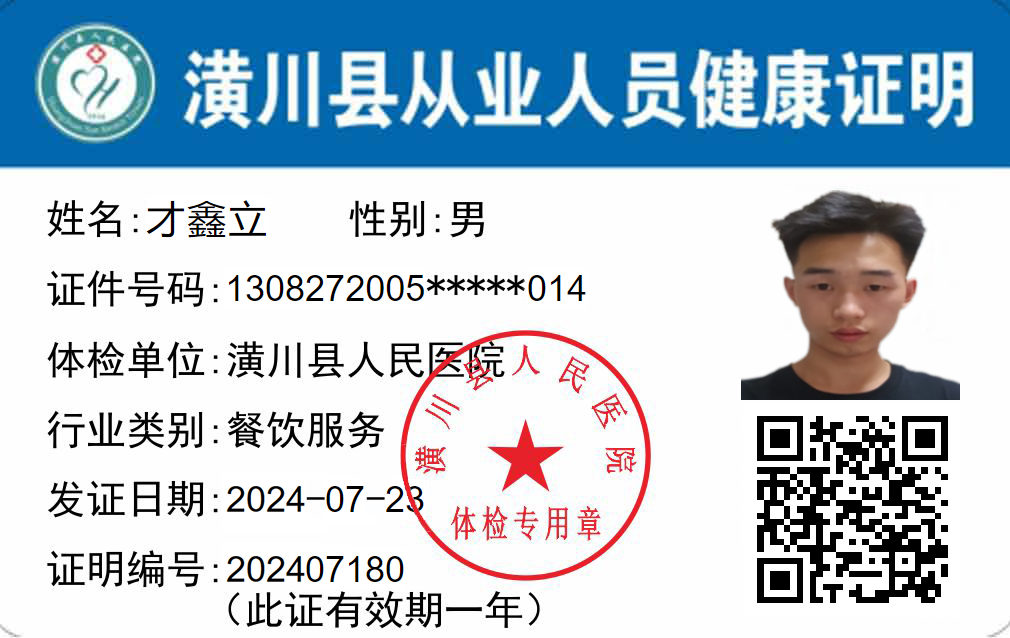 潢川县从业人员健康证明
姓名:才鑫立 性别:男
证件号码:1308272005*****014
体检单位:潢川县人民医院
行业类别:餐饮服务
发证日期:2024-07-23
证明编号:202407180
(此证有效期一年)
潢川县人民医院
体检专用章